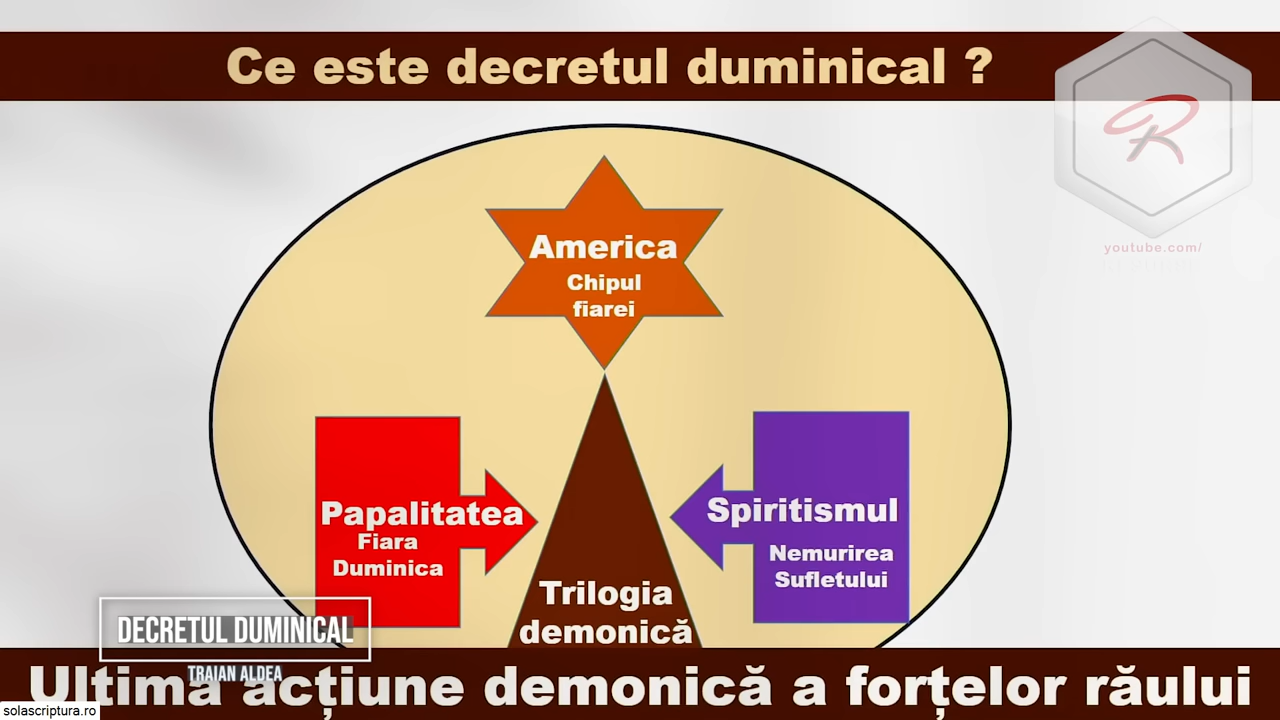 Ce este decretul duminical ?
youtube.com/
America
Chipul
fiarei
Papalitatea
Fiara
Duminica
Spiritismul
Nemurirea
Sufletului
Trilogia
demonică
DECRETUL DUMINICAL
TRAIAN ALDEA
Ultima acțiune demonică a forțelor răului
solascriptura.ro